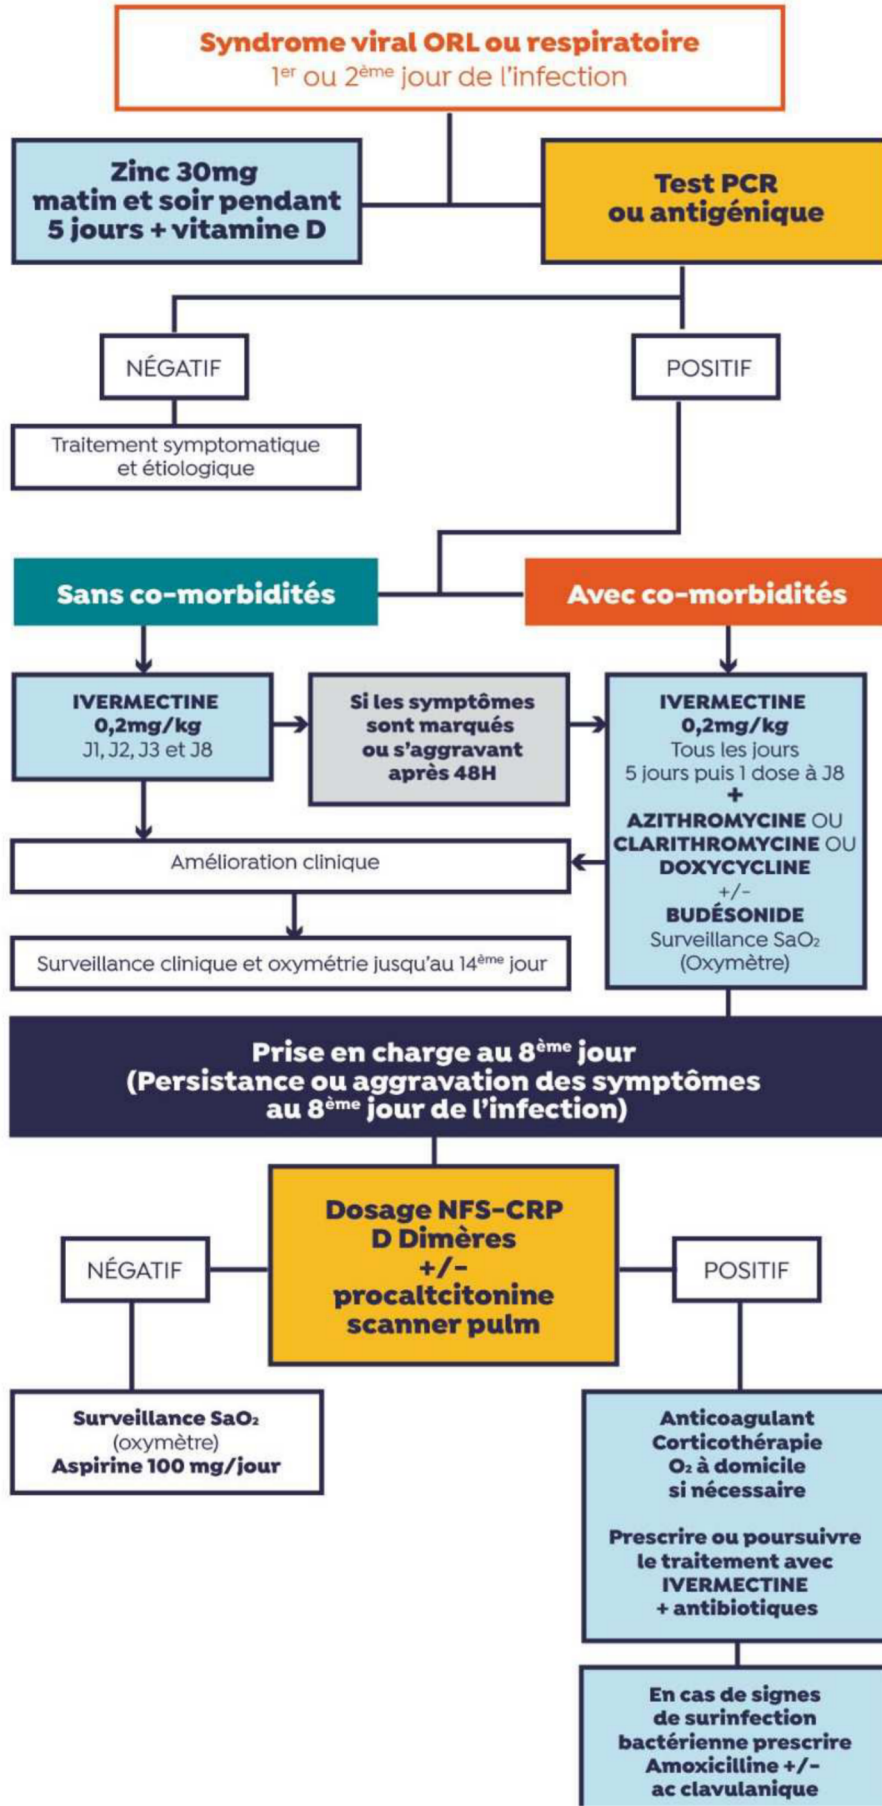 Syndrome viral ORL ou respiratoire
1er ou 2ème jour de l'infection
Zinc 30mg
matin et soir pendant
5 jours + vitamine D
Test PCR
ou antigénique
NÉGATIF
POSITIF
Traitement symptomatique
et étiologique
Sans co-morbidités
Avec co-morbidités
IVERMECTINE
0,2mg/kg
J1, J2, J3 et J8
Si les symptômes
sont marqués
ou s'aggravant
après 48H
IVERMECTINE
0,2mg/kg
Tous les jours
5 jours puis 1 dose à J8
+
AZITHROMYCINE OU
CLARITHROMYCINE OU
DOXYCYCLINE
+/-
BUDÉSONIDE
Surveillance SaO₂
(Oxymètre)
Amélioration clinique
Surveillance clinique et oxymétrie jusqu'au 14ème jour
Prise en charge au 8ème jour
(Persistance ou aggravation des symptômes
au 8ème jour de l'infection)
Dosage NFS-CRP
D Dimères
+/-
procaltcitonine
scanner pulm
NÉGATIF
POSITIF
Surveillance SaO₂
(oxymètre)
Aspirine 100 mg/jour
Anticoagulant
Corticothérapie
O₂ à domicile
si nécessaire
Prescrire ou poursuivre
le traitement avec
IVERMECTINE
+ antibiotiques
En cas de signes
de surinfection
bactérienne prescrire
Amoxicilline +/-
ac clavulanique